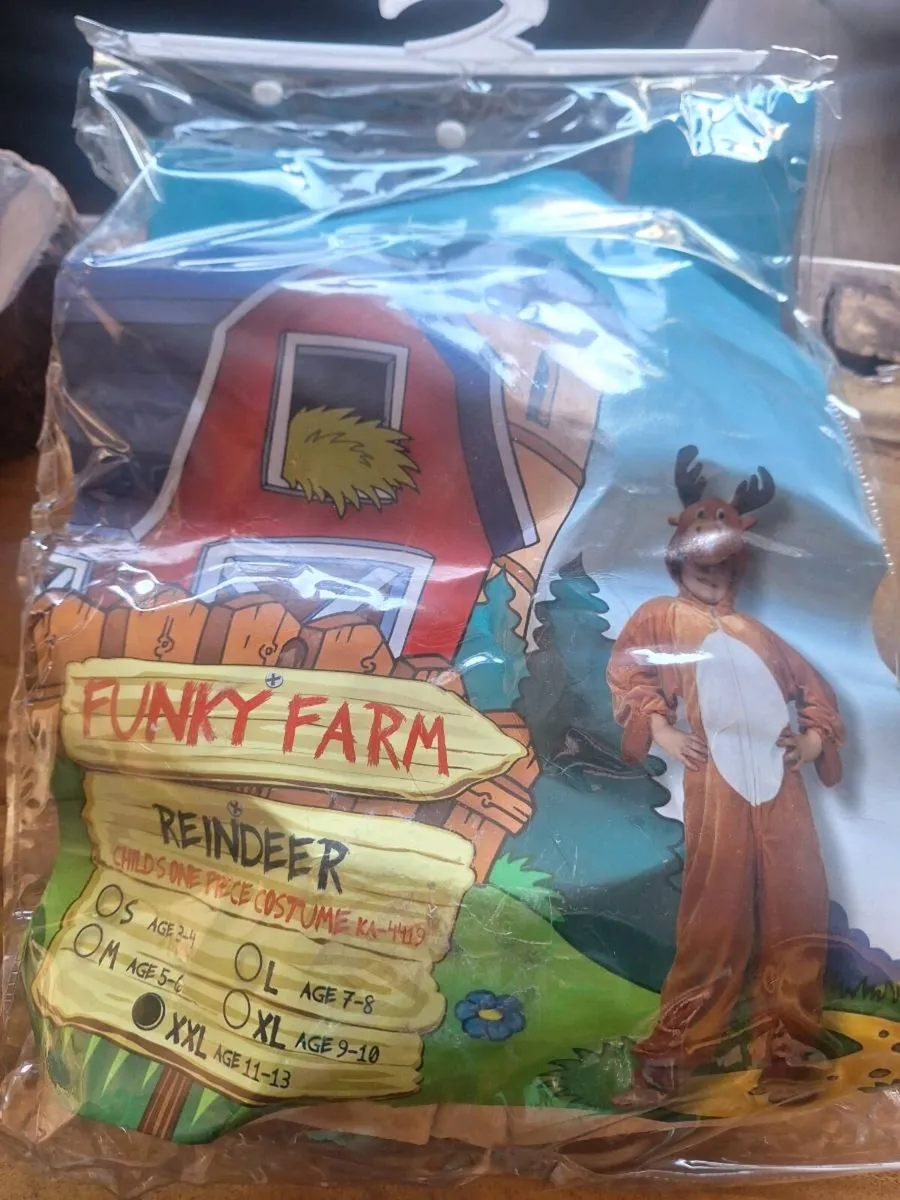 FUNKY FARM
REINDEER
CHILD'S ONE PIECE COSTUME KA-4419
S AGE 3-4
M AGE 5-6
L AGE 7-8
XL AGE 9-10
XXL AGE 11-13